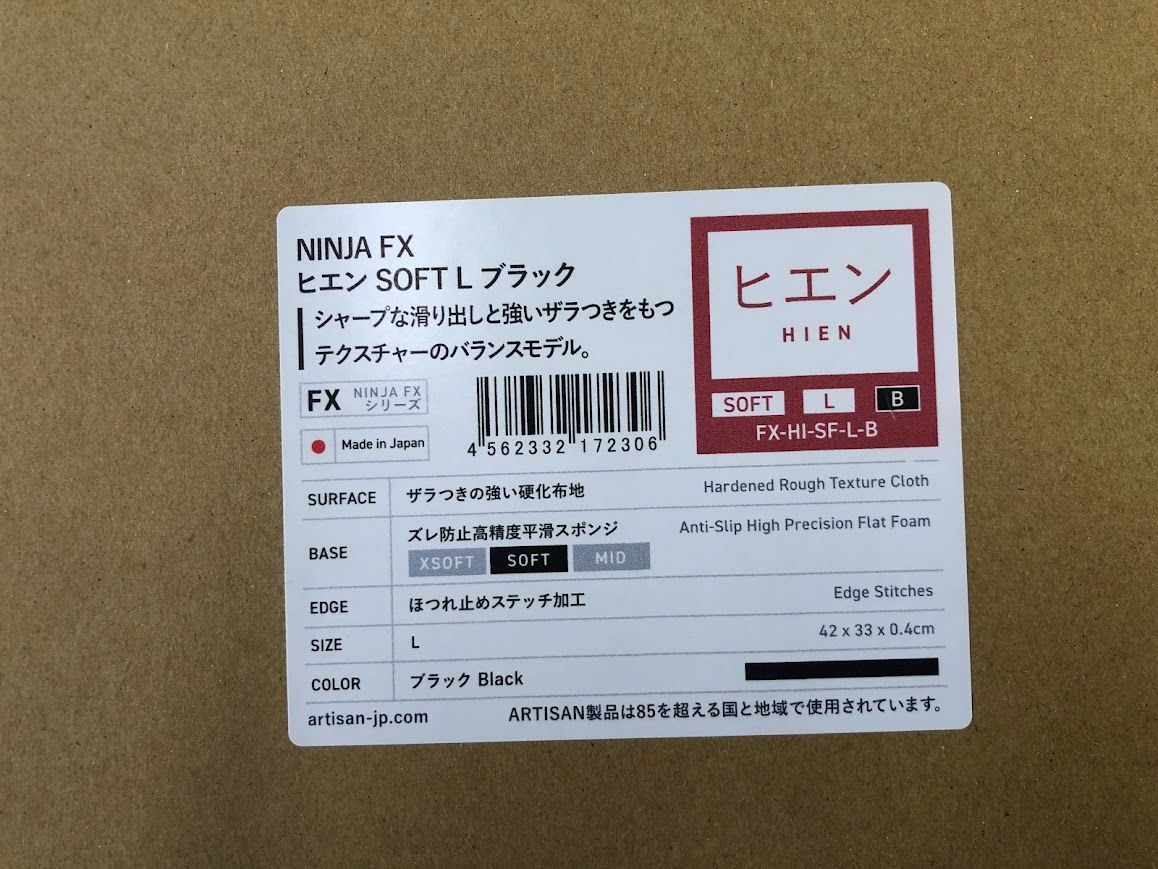 NINJA FX
ヒエン SOFT L ブラック
シャープな滑り出しと強いザラつきをもつ
テクスチャーのバランスモデル。
FX NINJA FX シリーズ
Made in Japan
4 562332 172306
ヒエン
HIEN
SOFT L B
FX-HI-SF-L-B
SURFACE ザラつきの強い硬化布地 Hardened Rough Texture Cloth
BASE ズレ防止高精度平滑スポンジ Anti-Slip High Precision Flat Foam
XSOFT SOFT MID
EDGE ほつれ止めステッチ加工 Edge Stitches
SIZE L 42 x 33 x 0.4cm
COLOR ブラック Black
artisan-jp.com ARTISAN製品は85を超える国と地域で使用されています。